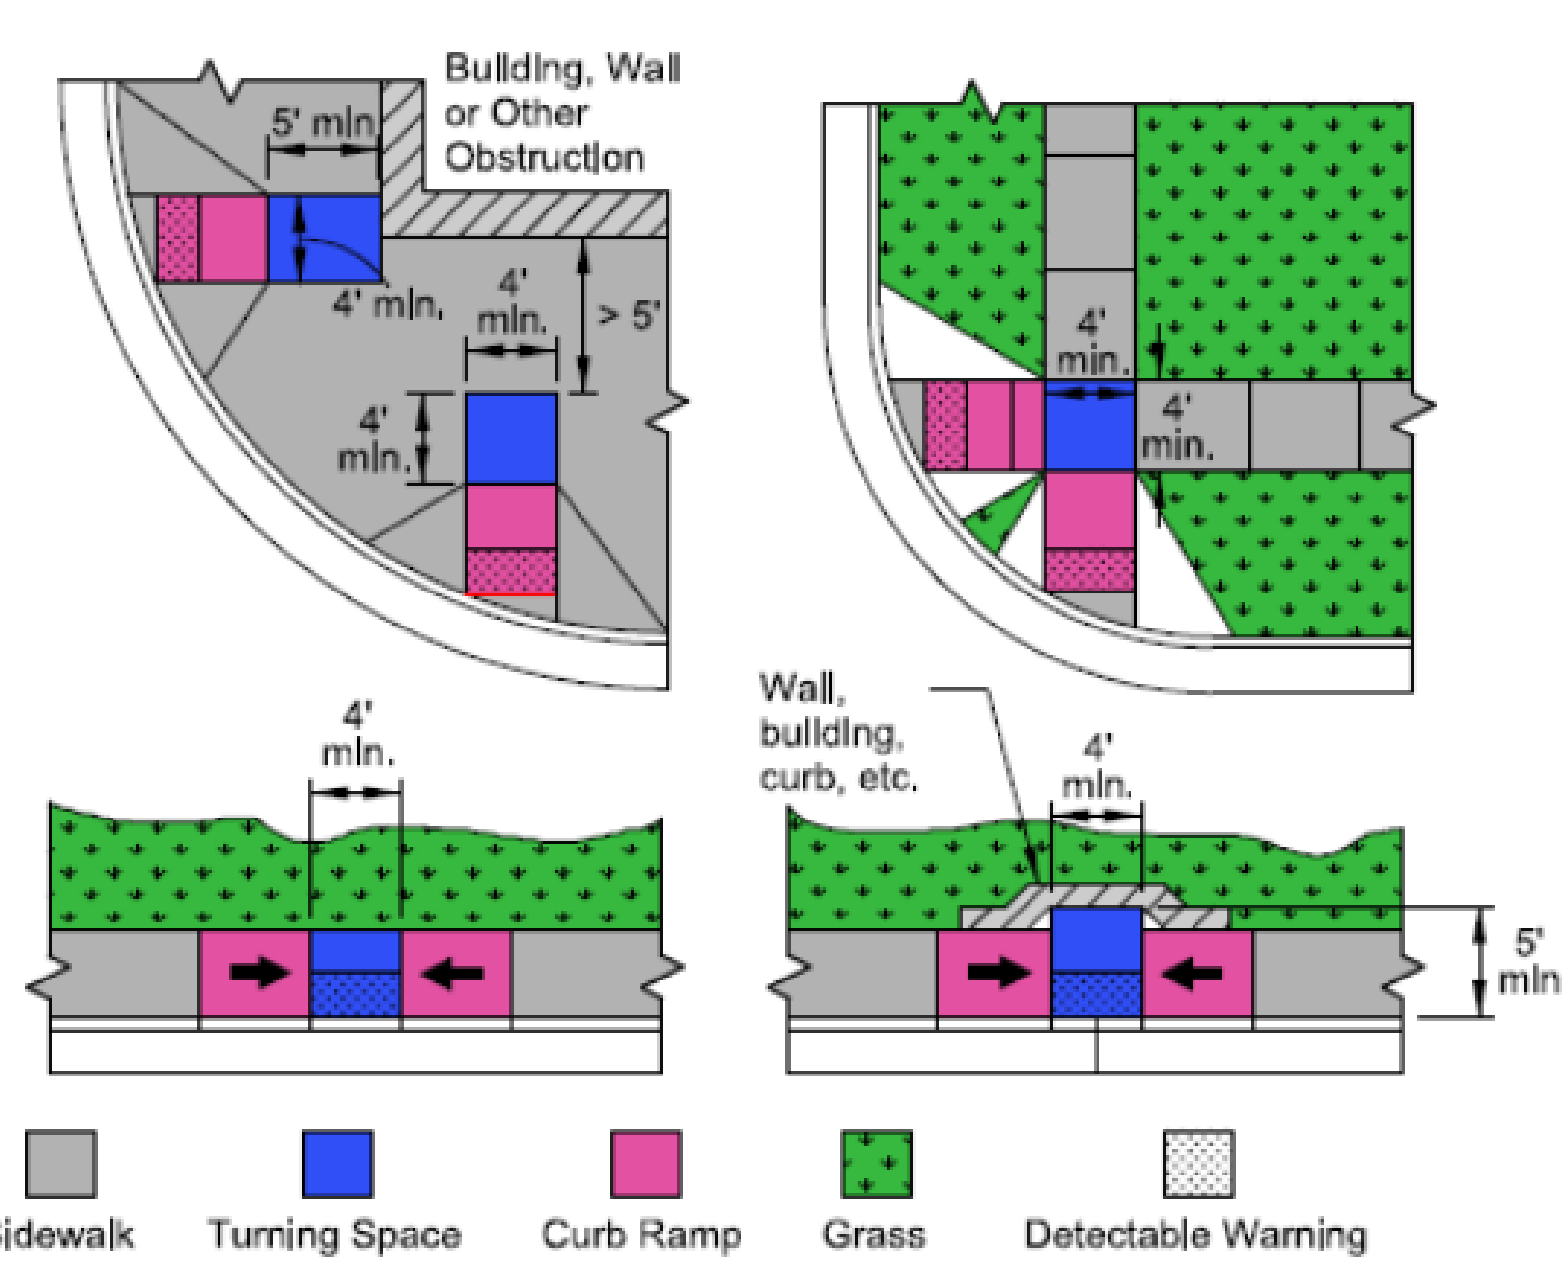 Building, Wall
or Other
Obstruction
5' min
4' min.
4'
min.
> 5'
4'
min.
4'
min.
4'
min.
4'
min.
Wall,
building,
curb, etc.
4'
min.
5'
min
idewalk
Turning Space
Curb Ramp
Grass
Detectable Warning